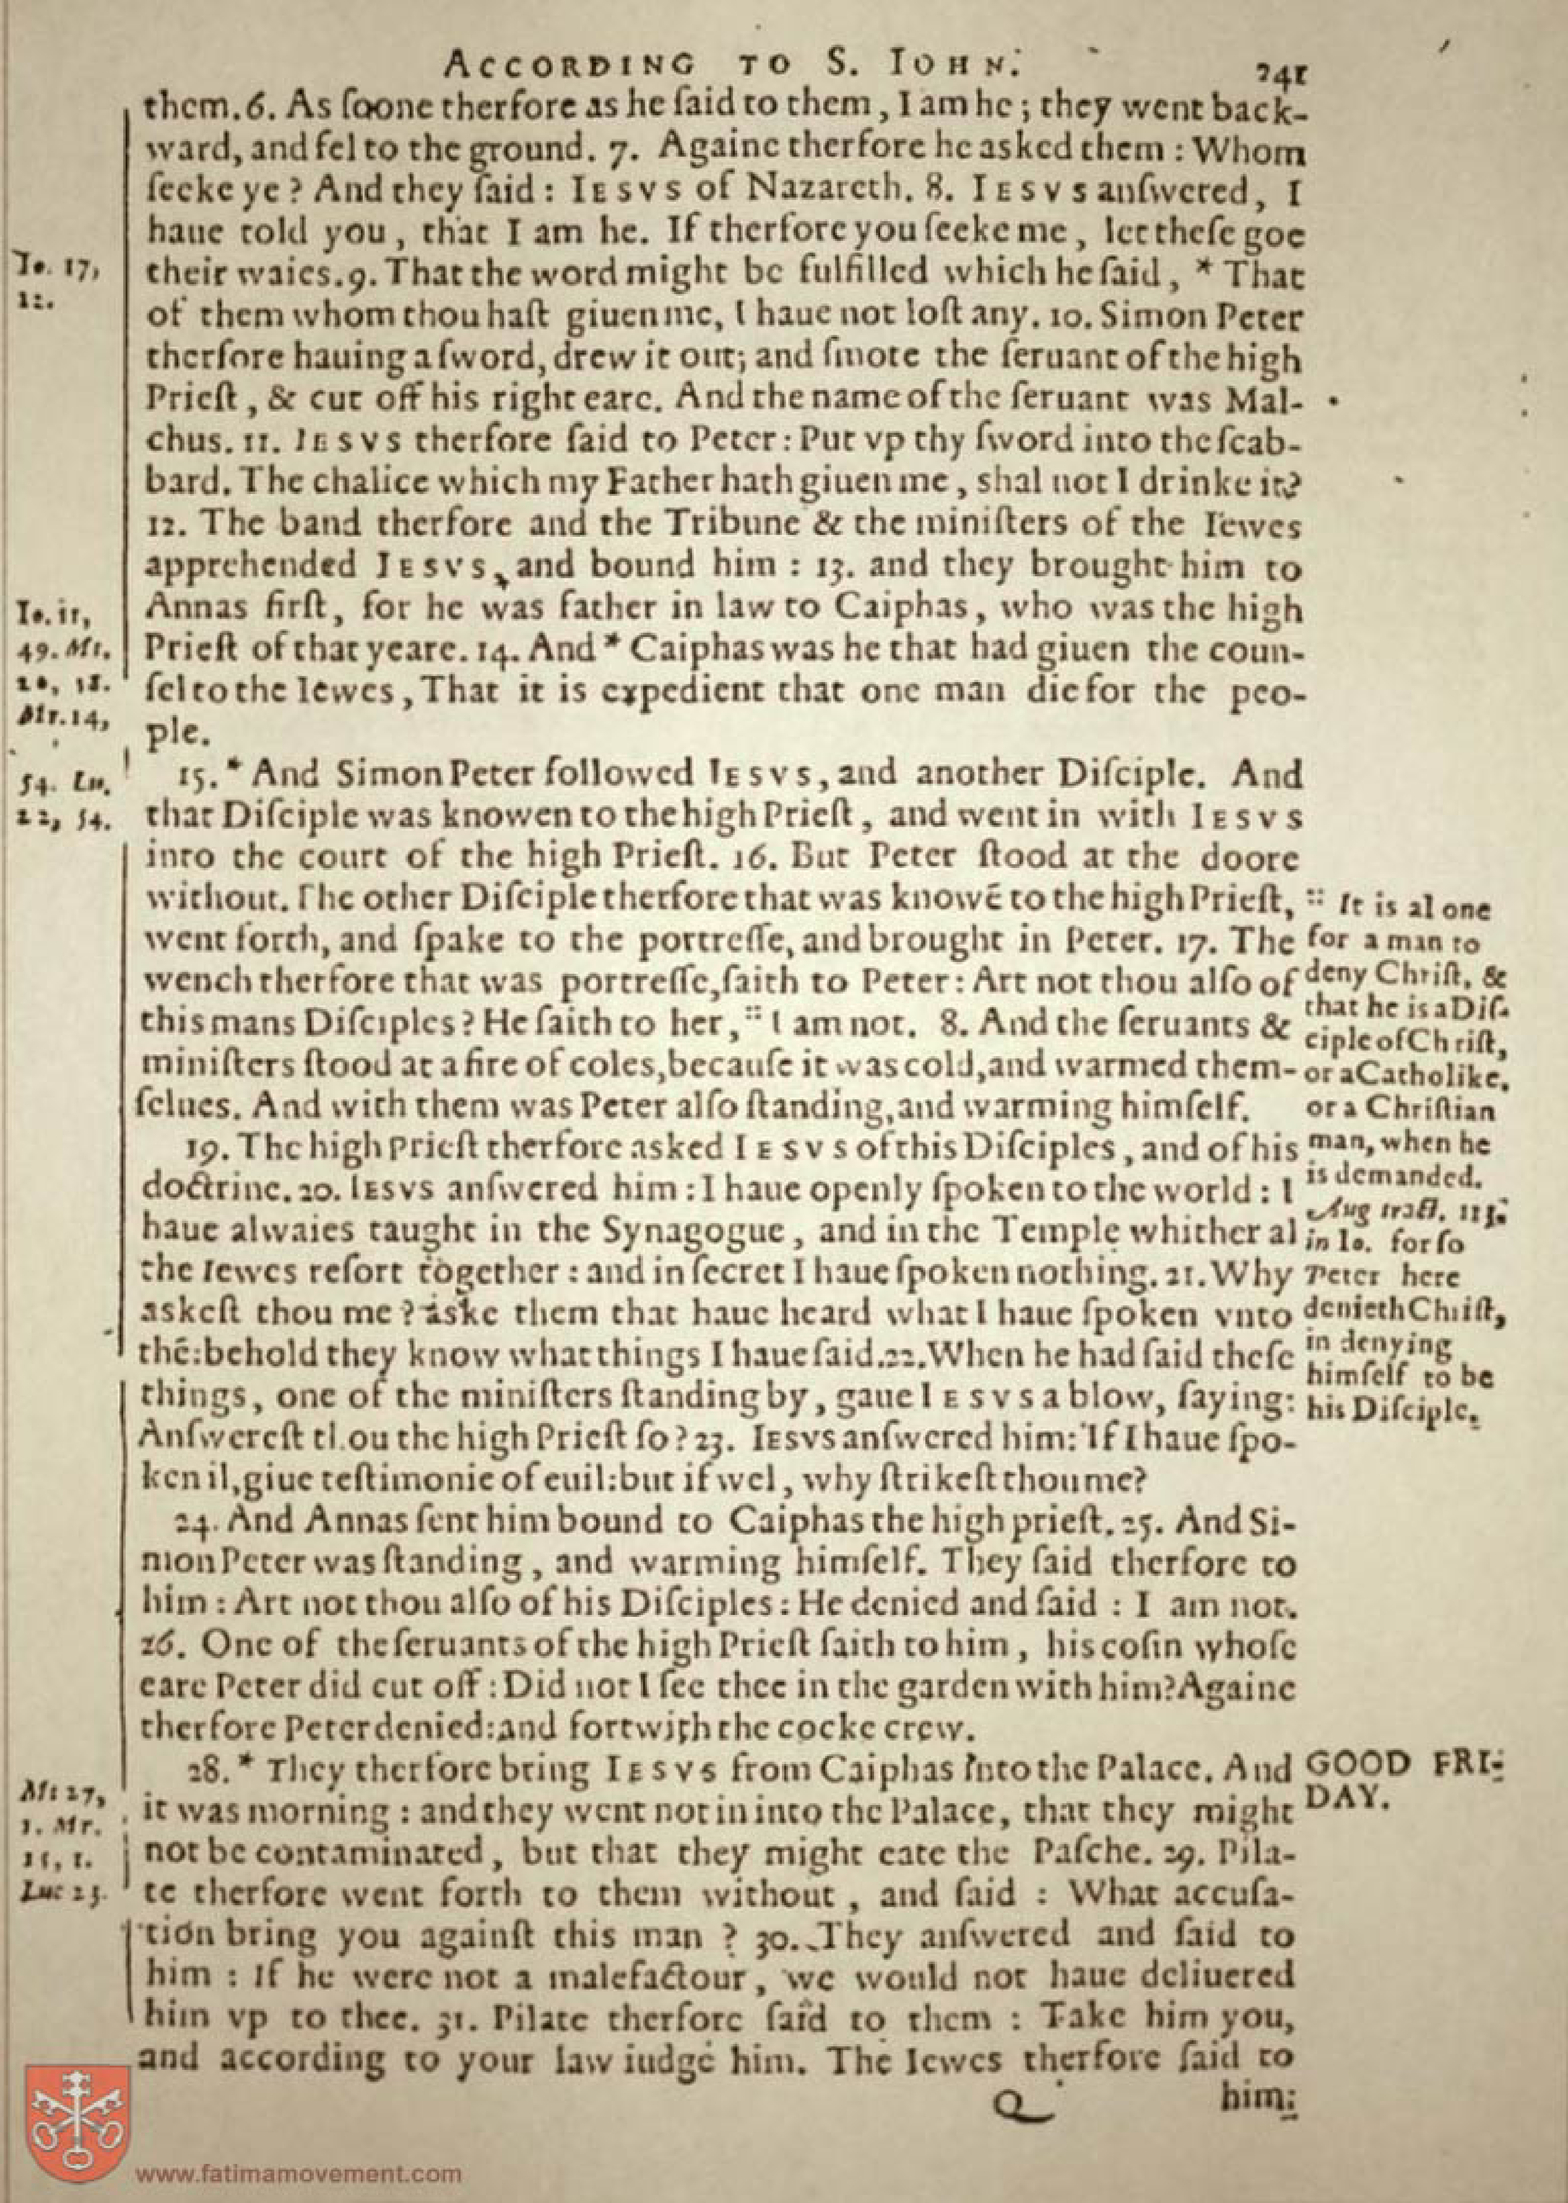 ACCORDING TO S. IOHN.
241
them. 6. As ſoone therfore as he ſaid to them, I am he; they went back-
ward, and fel to the ground. 7. Againe therfore he asked them: Whom
ſeeke ye? And they ſaid: IESVS of Nazareth. 8. IESVS anſwered, I
haue told you, that I am he. If therfore you ſeeke me, let theſe goe
Io. 17,
their waies. 9. That the word might be fulfilled which he ſaid, * That
12.
of them whom thou haſt giuen me, I haue not loſt any. 10. Simon Peter
therfore hauing a ſword, drew it out; and ſmote the ſeruant of the high
Prieſt, & cut off his right eare. And the name of the ſeruant was Mal-
chus. 11. IESVS therfore ſaid to Peter: Put vp thy ſword into the ſcab-
bard. The chalice which my Father hath giuen me, shal not I drinke it?
12. The band therfore and the Tribune & the miniſters of the Iewes
apprehended IESVS, and bound him: 13. and they brought him to
Io. 11,
Annas firſt, for he was father in law to Caiphas, who was the high
49. Mt.
Prieſt of that yeare. 14. And * Caiphas was he that had giuen the coun-
ſel to the Iewes, That it is expedient that one man die for the peo-
Mr. 14,
ple.
15. * And Simon Peter followed IESVS, and another Diſciple. And
54. Lu.
that Diſciple was knowen to the high Prieſt, and went in with IESVS
22, 54.
into the court of the high Prieſt. 16. But Peter ſtood at the doore
without. The other Diſciple therfore that was knowē to the high Prieſt,
went forth, and ſpake to the portreſſe, and brought in Peter. 17. The
wench therfore that was portreſſe, ſaith to Peter: Art not thou alſo of
this mans Diſciples? He ſaith to her, :: I am not. 8. And the ſeruants &
miniſters ſtood at a fire of coles, becauſe it was cold, and warmed them-
ſelues. And with them was Peter alſo ſtanding, and warming himſelf.
:: It is al one
for a man to
deny Chriſt, &
that he is a Diſ-
ciple of Chriſt,
or a Catholike,
or a Chriſtian
man, when he
is demanded.
Aug tract. 113.
in Io. for ſo
Peter here
denieth Chriſt,
in denying
himſelf to be
his Diſciple.
19. The high Prieſt therfore asked IESVS of this Diſciples, and of his
doctrine. 20. IESVS anſwered him: I haue openly ſpoken to the world: I
haue alwaies taught in the Synagogue, and in the Temple whither al
the Iewes reſort together: and in ſecret I haue ſpoken nothing. 21. Why
askeſt thou me? aske them that haue heard what I haue ſpoken vnto
thē: behold they know what things I haue ſaid. 22. When he had ſaid theſe
things, one of the miniſters ſtanding by, gaue IESVS a blow, ſaying:
Anſwereſt thou the high Prieſt ſo? 23. IESVS anſwered him: If I haue ſpo-
ken il, giue teſtimonie of euil: but if wel, why ſtrikeſt thou me?
24. And Annas ſent him bound to Caiphas the high prieſt. 25. And Si-
mon Peter was ſtanding, and warming himſelf. They ſaid therfore to
him: Art not thou alſo of his Diſciples: He denied and ſaid: I am not.
26. One of the ſeruants of the high Prieſt ſaith to him, his coſin whoſe
eare Peter did cut off: Did not I ſee thee in the garden with him? Againe
therfore Peter denied: and fortwith the cocke crew.
28. * They therfore bring IESVS from Caiphas into the Palace. And
GOOD FRI-
DAY.
Mt 27,
it was morning: and they went not in into the Palace, that they might
1. Mr.
not be contaminated, but that they might eate the Paſche. 29. Pila-
15, 1.
Luc 23.
te therfore went forth to them without, and ſaid: What accuſa-
tion bring you againſt this man? 30. They anſwered and ſaid to
him: If he were not a malefactour, we would not haue deliuered
him vp to thee. 31. Pilate therfore ſaid to them: Take him you,
and according to your law iudge him. The Iewes therfore ſaid to
Q
him:
www.fatimamovement.com